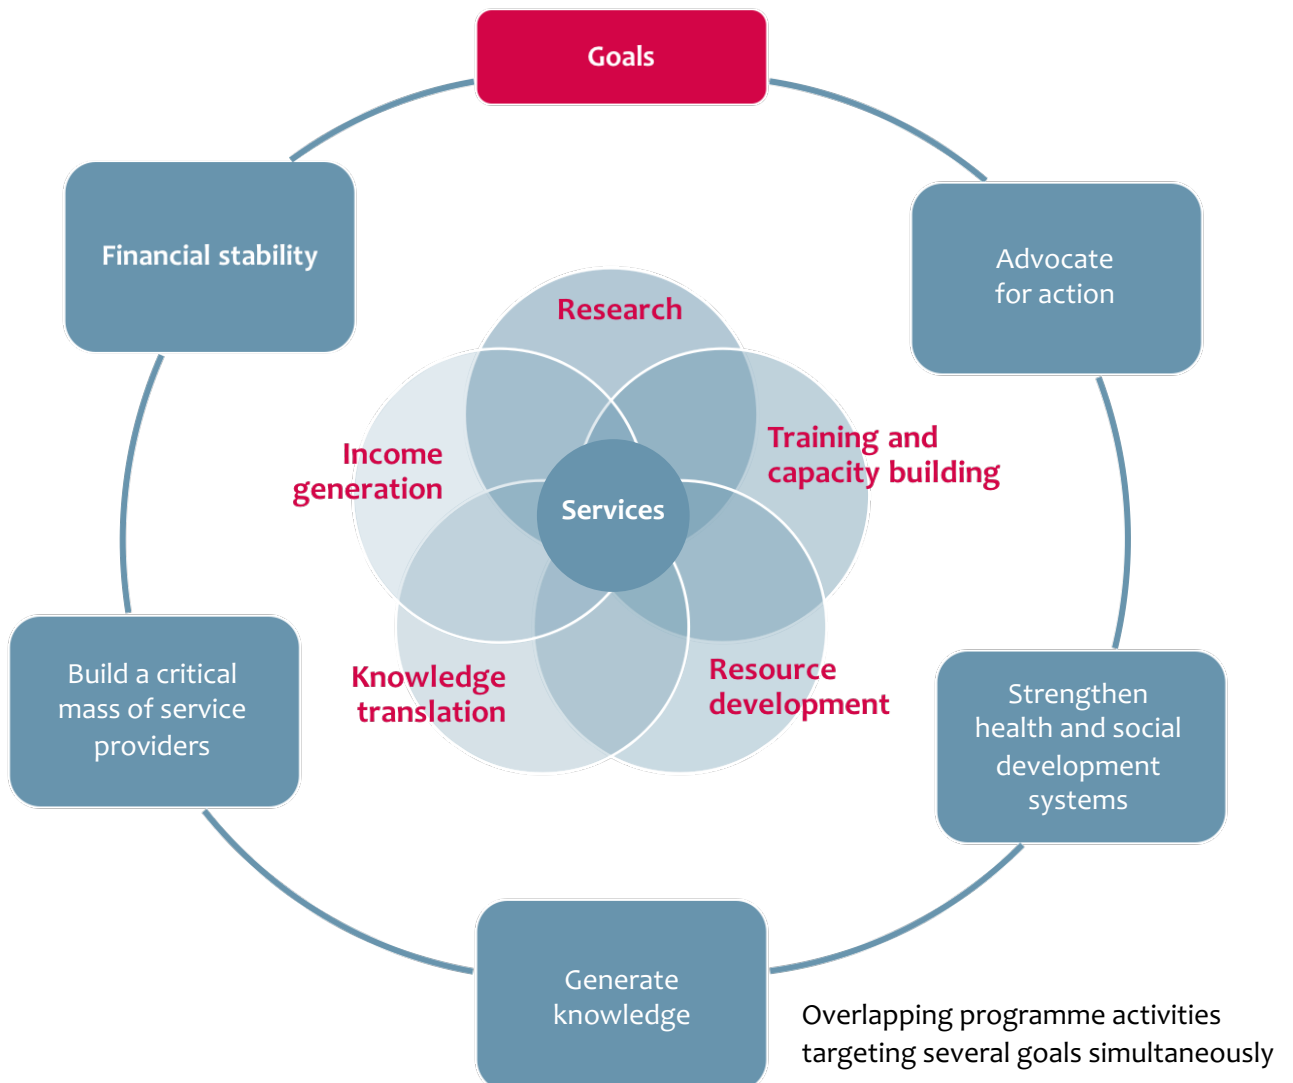 Goals
Financial stability
Advocate
for action
Research
Income
generation
Training and
capacity building
Services
Knowledge
translation
Resource
development
Build a critical
mass of service
providers
Strengthen
health and social
development
systems
Generate
knowledge
Overlapping programme activities
targeting several goals simultaneously